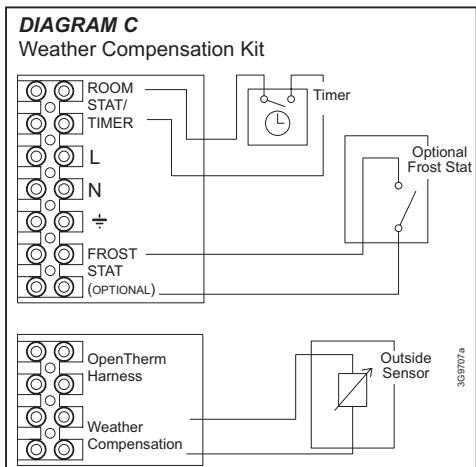 DIAGRAM C
Weather Compensation Kit
ROOM
STAT/
TIMER
L
N
FROST
STAT
(OPTIONAL)
Timer
Optional
Frost Stat
OpenTherm
Harness
Weather
Compensation
Outside
Sensor
3G9707a